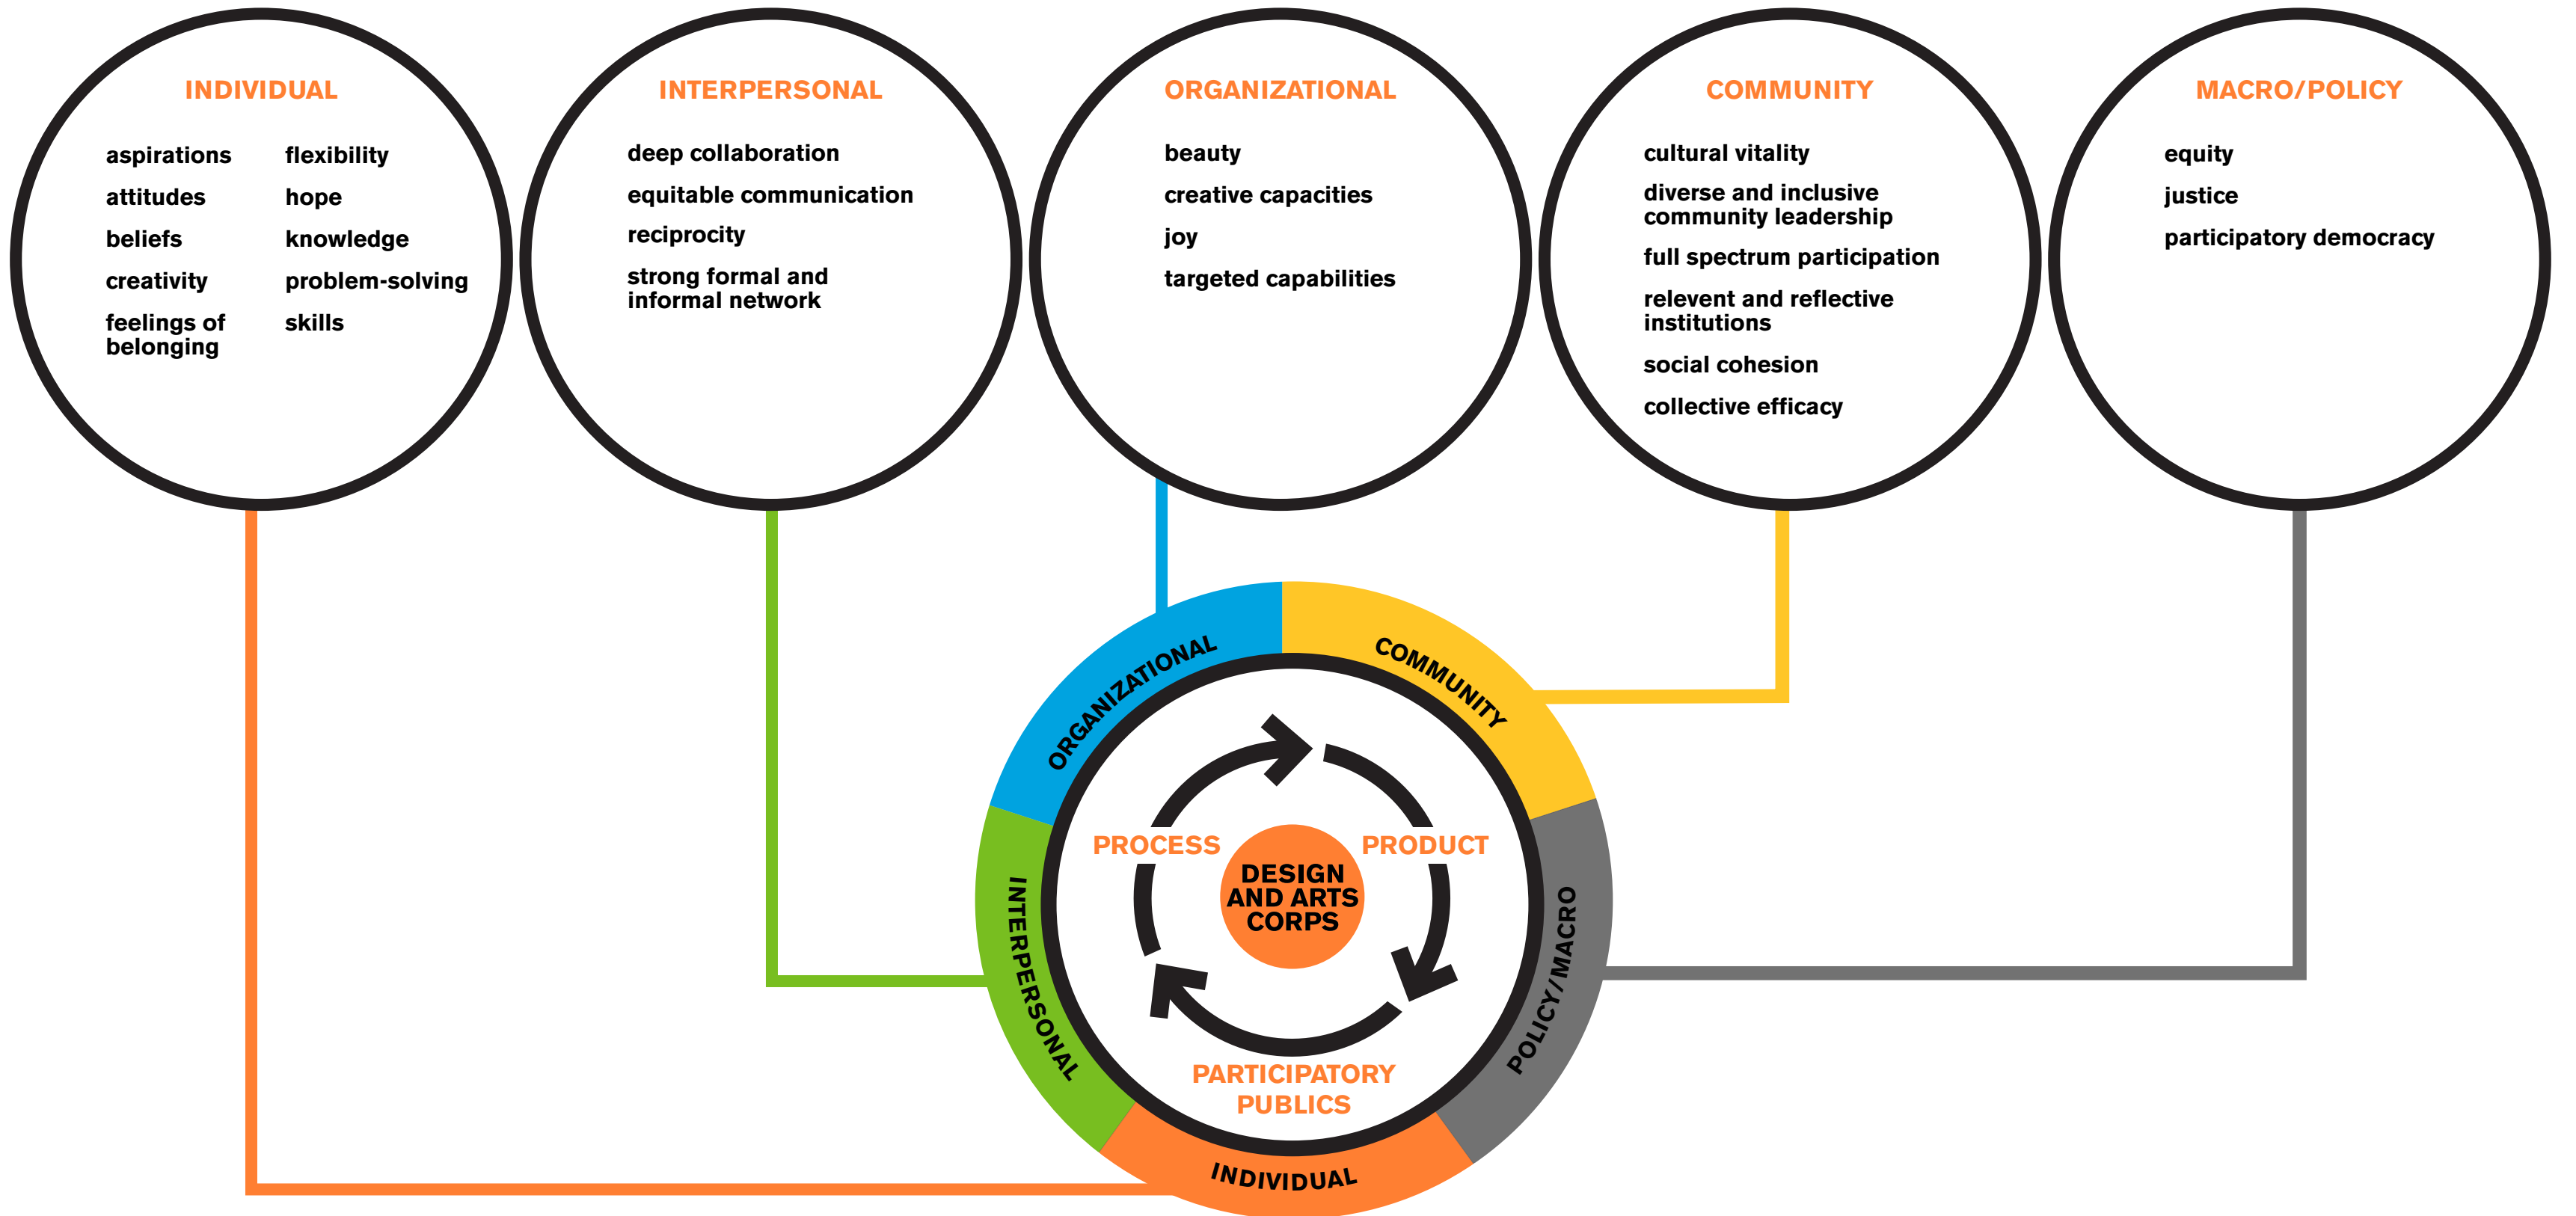 INDIVIDUAL
aspirations
attitudes
beliefs
creativity
feelings of
belonging
flexibility
hope
knowledge
problem-solving
skills
INTERPERSONAL
deep collaboration
equitable communication
reciprocity
strong formal and
informal network
ORGANIZATIONAL
beauty
creative capacities
joy
targeted capabilities
COMMUNITY
cultural vitality
diverse and inclusive
community leadership
full spectrum participation
relevent and reflective
institutions
social cohesion
collective efficacy
MACRO/POLICY
equity
justice
participatory democracy
ORGANIZATIONAL
COMMUNITY
INTERPERSONAL
POLICY/MACRO
INDIVIDUAL
PROCESS
PRODUCT
DESIGN
AND ARTS
CORPS
PARTICIPATORY
PUBLICS